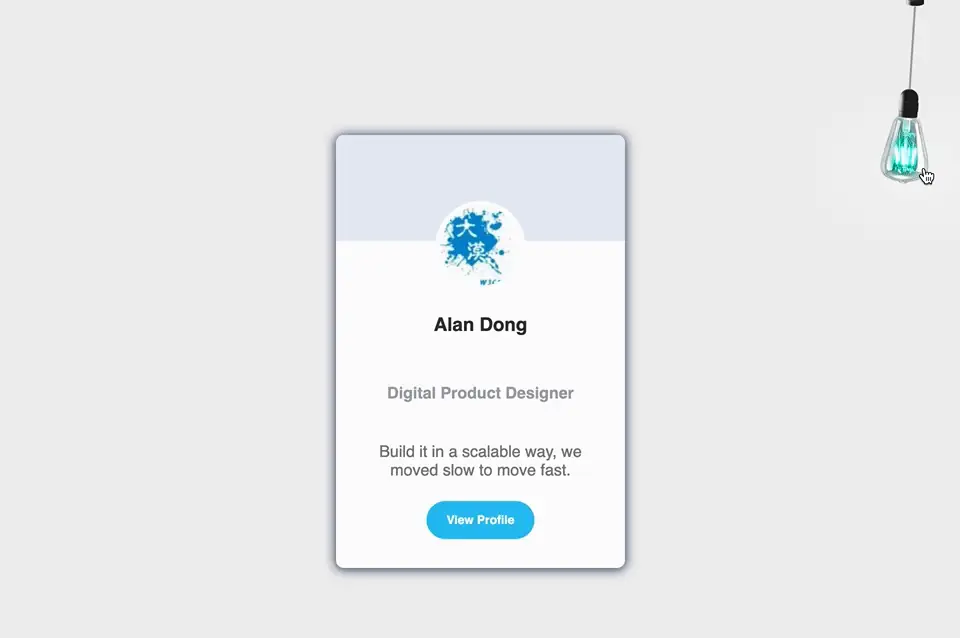 大
漠
W3C
Alan Dong
Digital Product Designer
Build it in a scalable way, we
moved slow to move fast.
View Profile